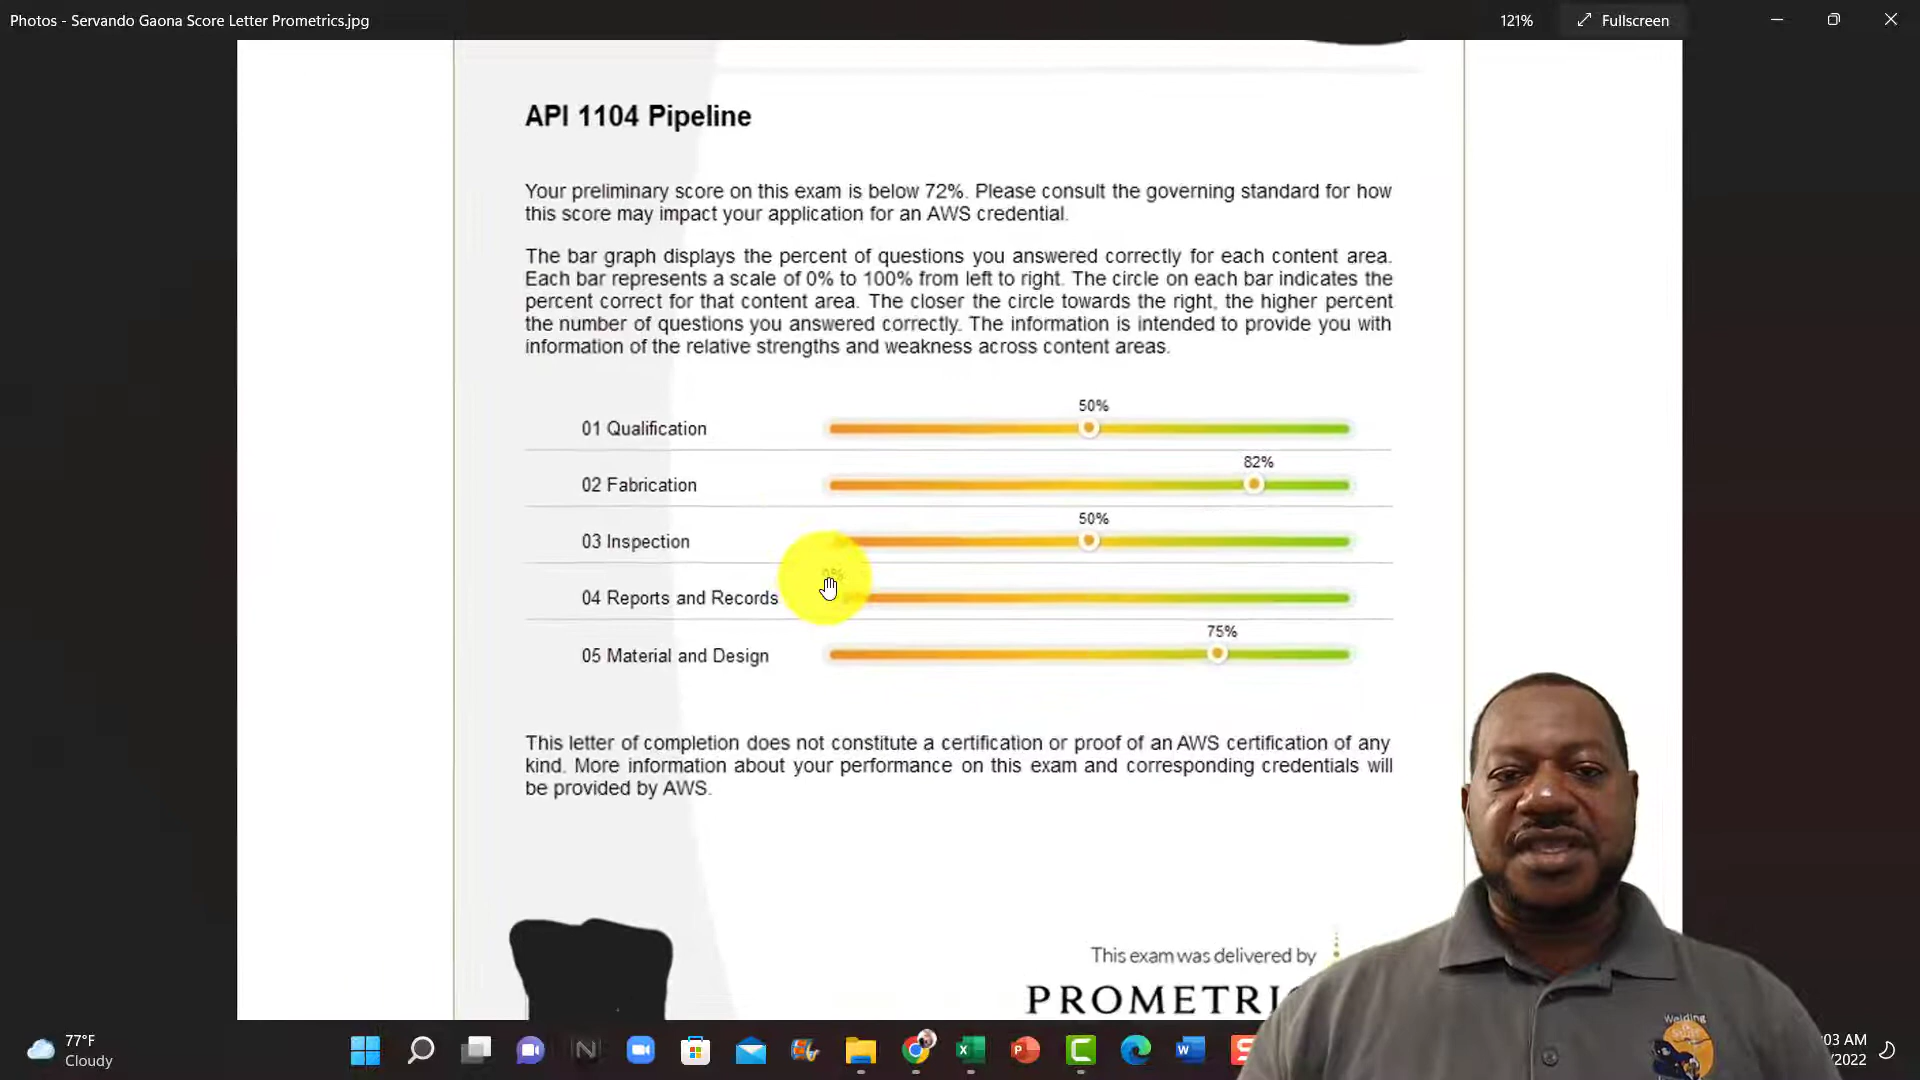 Photos - Servando Gaona Score Letter Prometrics.jpg
121%
Fullscreen
API 1104 Pipeline
Your preliminary score on this exam is below 72%. Please consult the governing standard for how
this score may impact your application for an AWS credential.
The bar graph displays the percent of questions you answered correctly for each content area.
Each bar represents a scale of 0% to 100% from left to right. The circle on each bar indicates the
percent correct for that content area. The closer the circle towards the right, the higher percent
the number of questions you answered correctly. The information is intended to provide you with
information of the relative strengths and weakness across content areas.
50%
01 Qualification
82%
02 Fabrication
50%
03 Inspection
0%
04 Reports and Records
75%
05 Material and Design
This letter of completion does not constitute a certification or proof of an AWS certification of any
kind. More information about your performance on this exam and corresponding credentials will
be provided by AWS.
This exam was delivered by
PROMETRI
Welding
77°F
Cloudy
03 AM
/2022